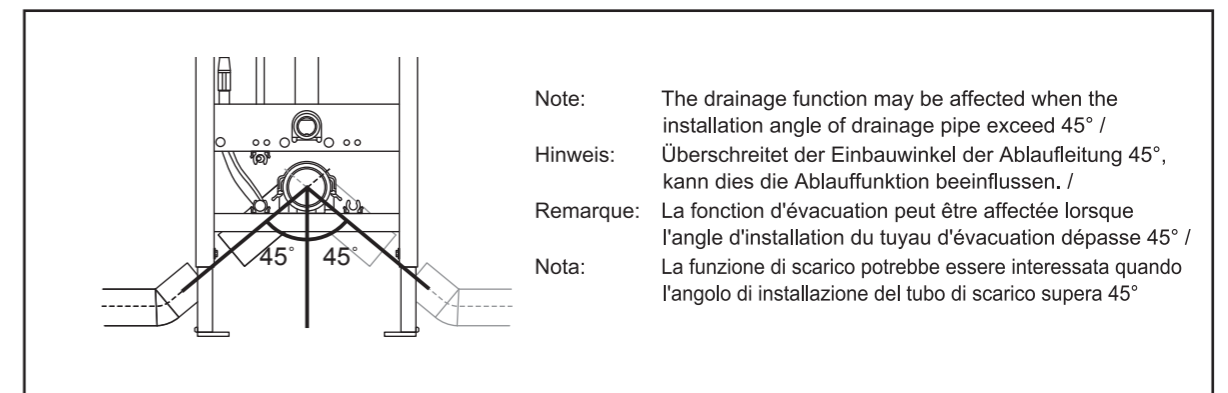 Note: The drainage function may be affected when the
installation angle of drainage pipe exceed 45° /
Hinweis: Überschreitet der Einbauwinkel der Ablaufleitung 45°,
kann dies die Ablauffunktion beeinflussen. /
Remarque: La fonction d'évacuation peut être affectée lorsque
l'angle d'installation du tuyau d'évacuation dépasse 45° /
Nota: La funzione di scarico potrebbe essere interessata quando
l'angolo di installazione del tubo di scarico supera 45°
45° 45°